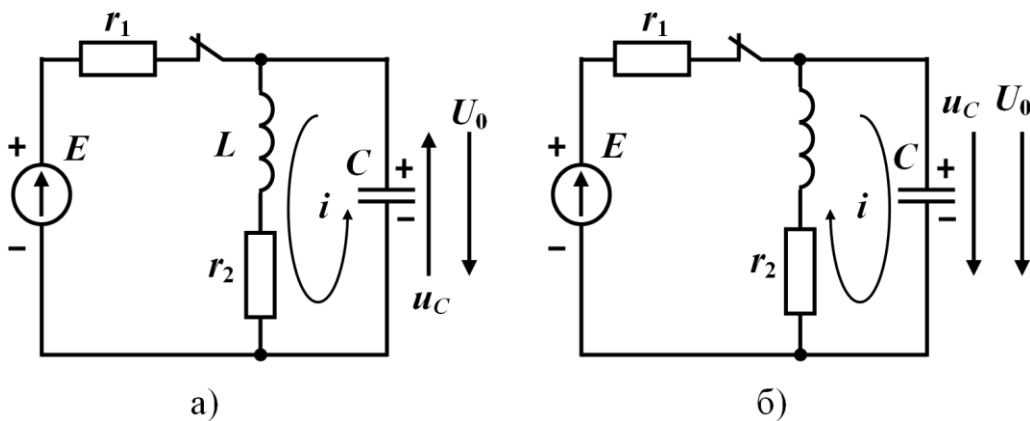 r₁
r₁
U₀
u_C
U₀
+
E
L
C
+
+
E
C
+
−
i
−
−
i
−
r₂
r₂
u_C
а)
б)